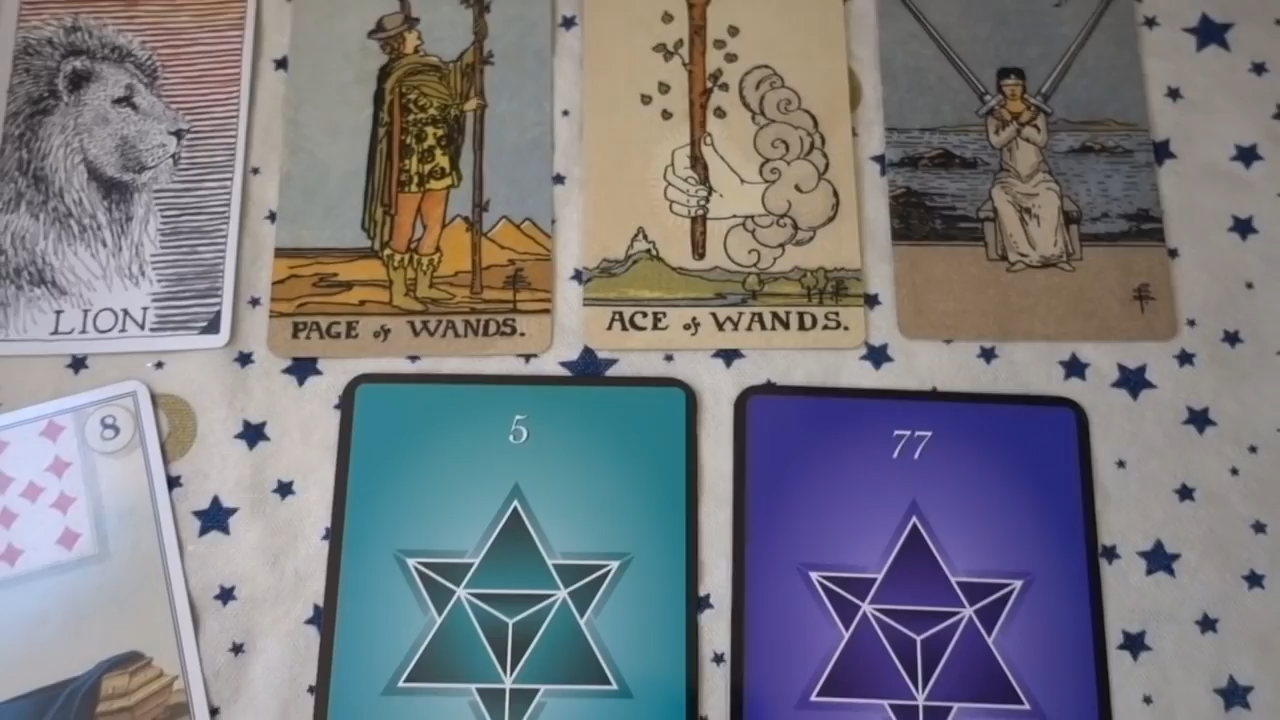 LION
PAGE of WANDS.
ACE of WANDS.
8
5
77